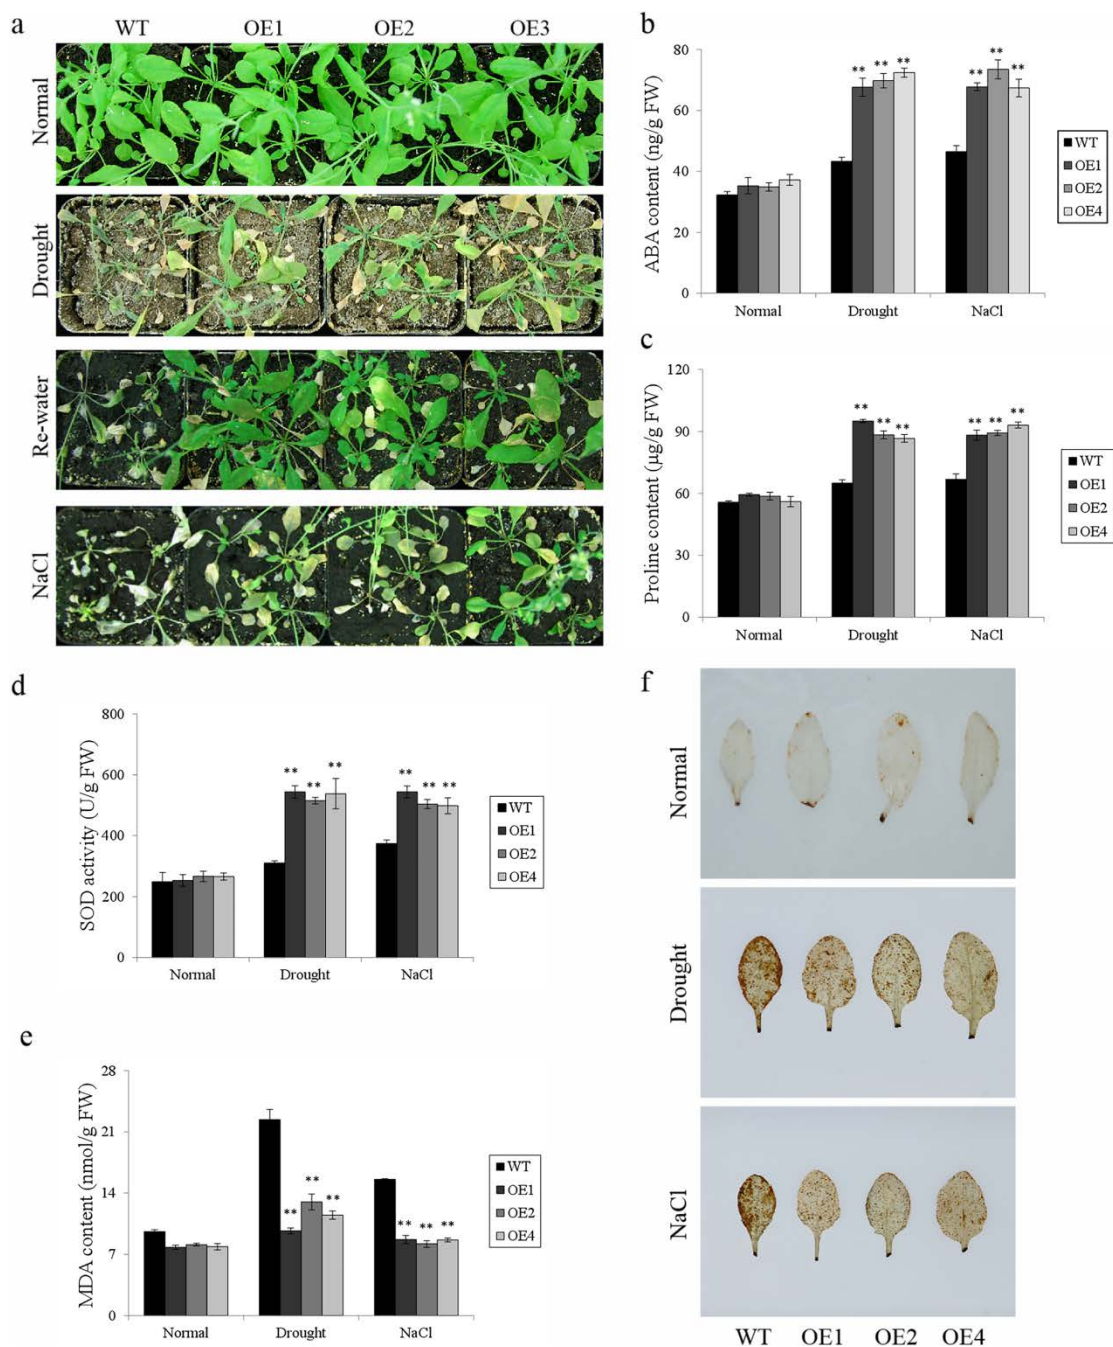 a
WT OE1 OE2 OE3
Normal
Drought
Re-water
NaCl
b
ABA content (ng/g FW)
80
60
40
20
0
** ** **
** ** **
Normal Drought NaCl
WT
OE1
OE2
OE4
c
Proline content (µg/g FW)
120
90
60
30
0
** ** **
** ** **
Normal Drought NaCl
WT
OE1
OE2
OE4
d
SOD activity (U/g FW)
800
600
400
200
0
** ** **
** ** **
Normal Drought NaCl
WT
OE1
OE2
OE4
e
MDA content (nmol/g FW)
28
21
14
7
0
** ** **
** ** **
Normal Drought NaCl
WT
OE1
OE2
OE4
f
Normal
Drought
NaCl
WT OE1 OE2 OE4